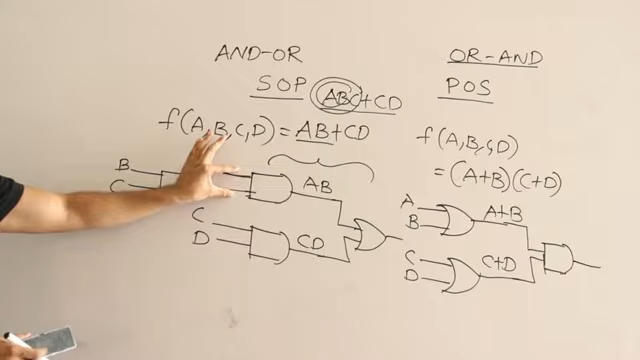 AND-OR
SOP ABC+CD
f(A,B,C,D) = AB+CD
B
C
AB
C
D
CD
OR-AND
POS
f(A,B,C,D)
= (A+B)(C+D)
A
B
A+B
C
D
C+D